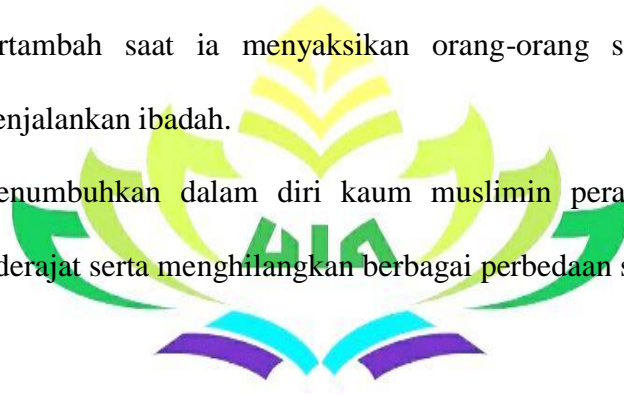 rtambah saat ia menyaksikan orang-orang s
enjalankan ibadah.
enumbuhkan dalam diri kaum muslimin pera
derajat serta menghilangkan berbagai perbedaan s